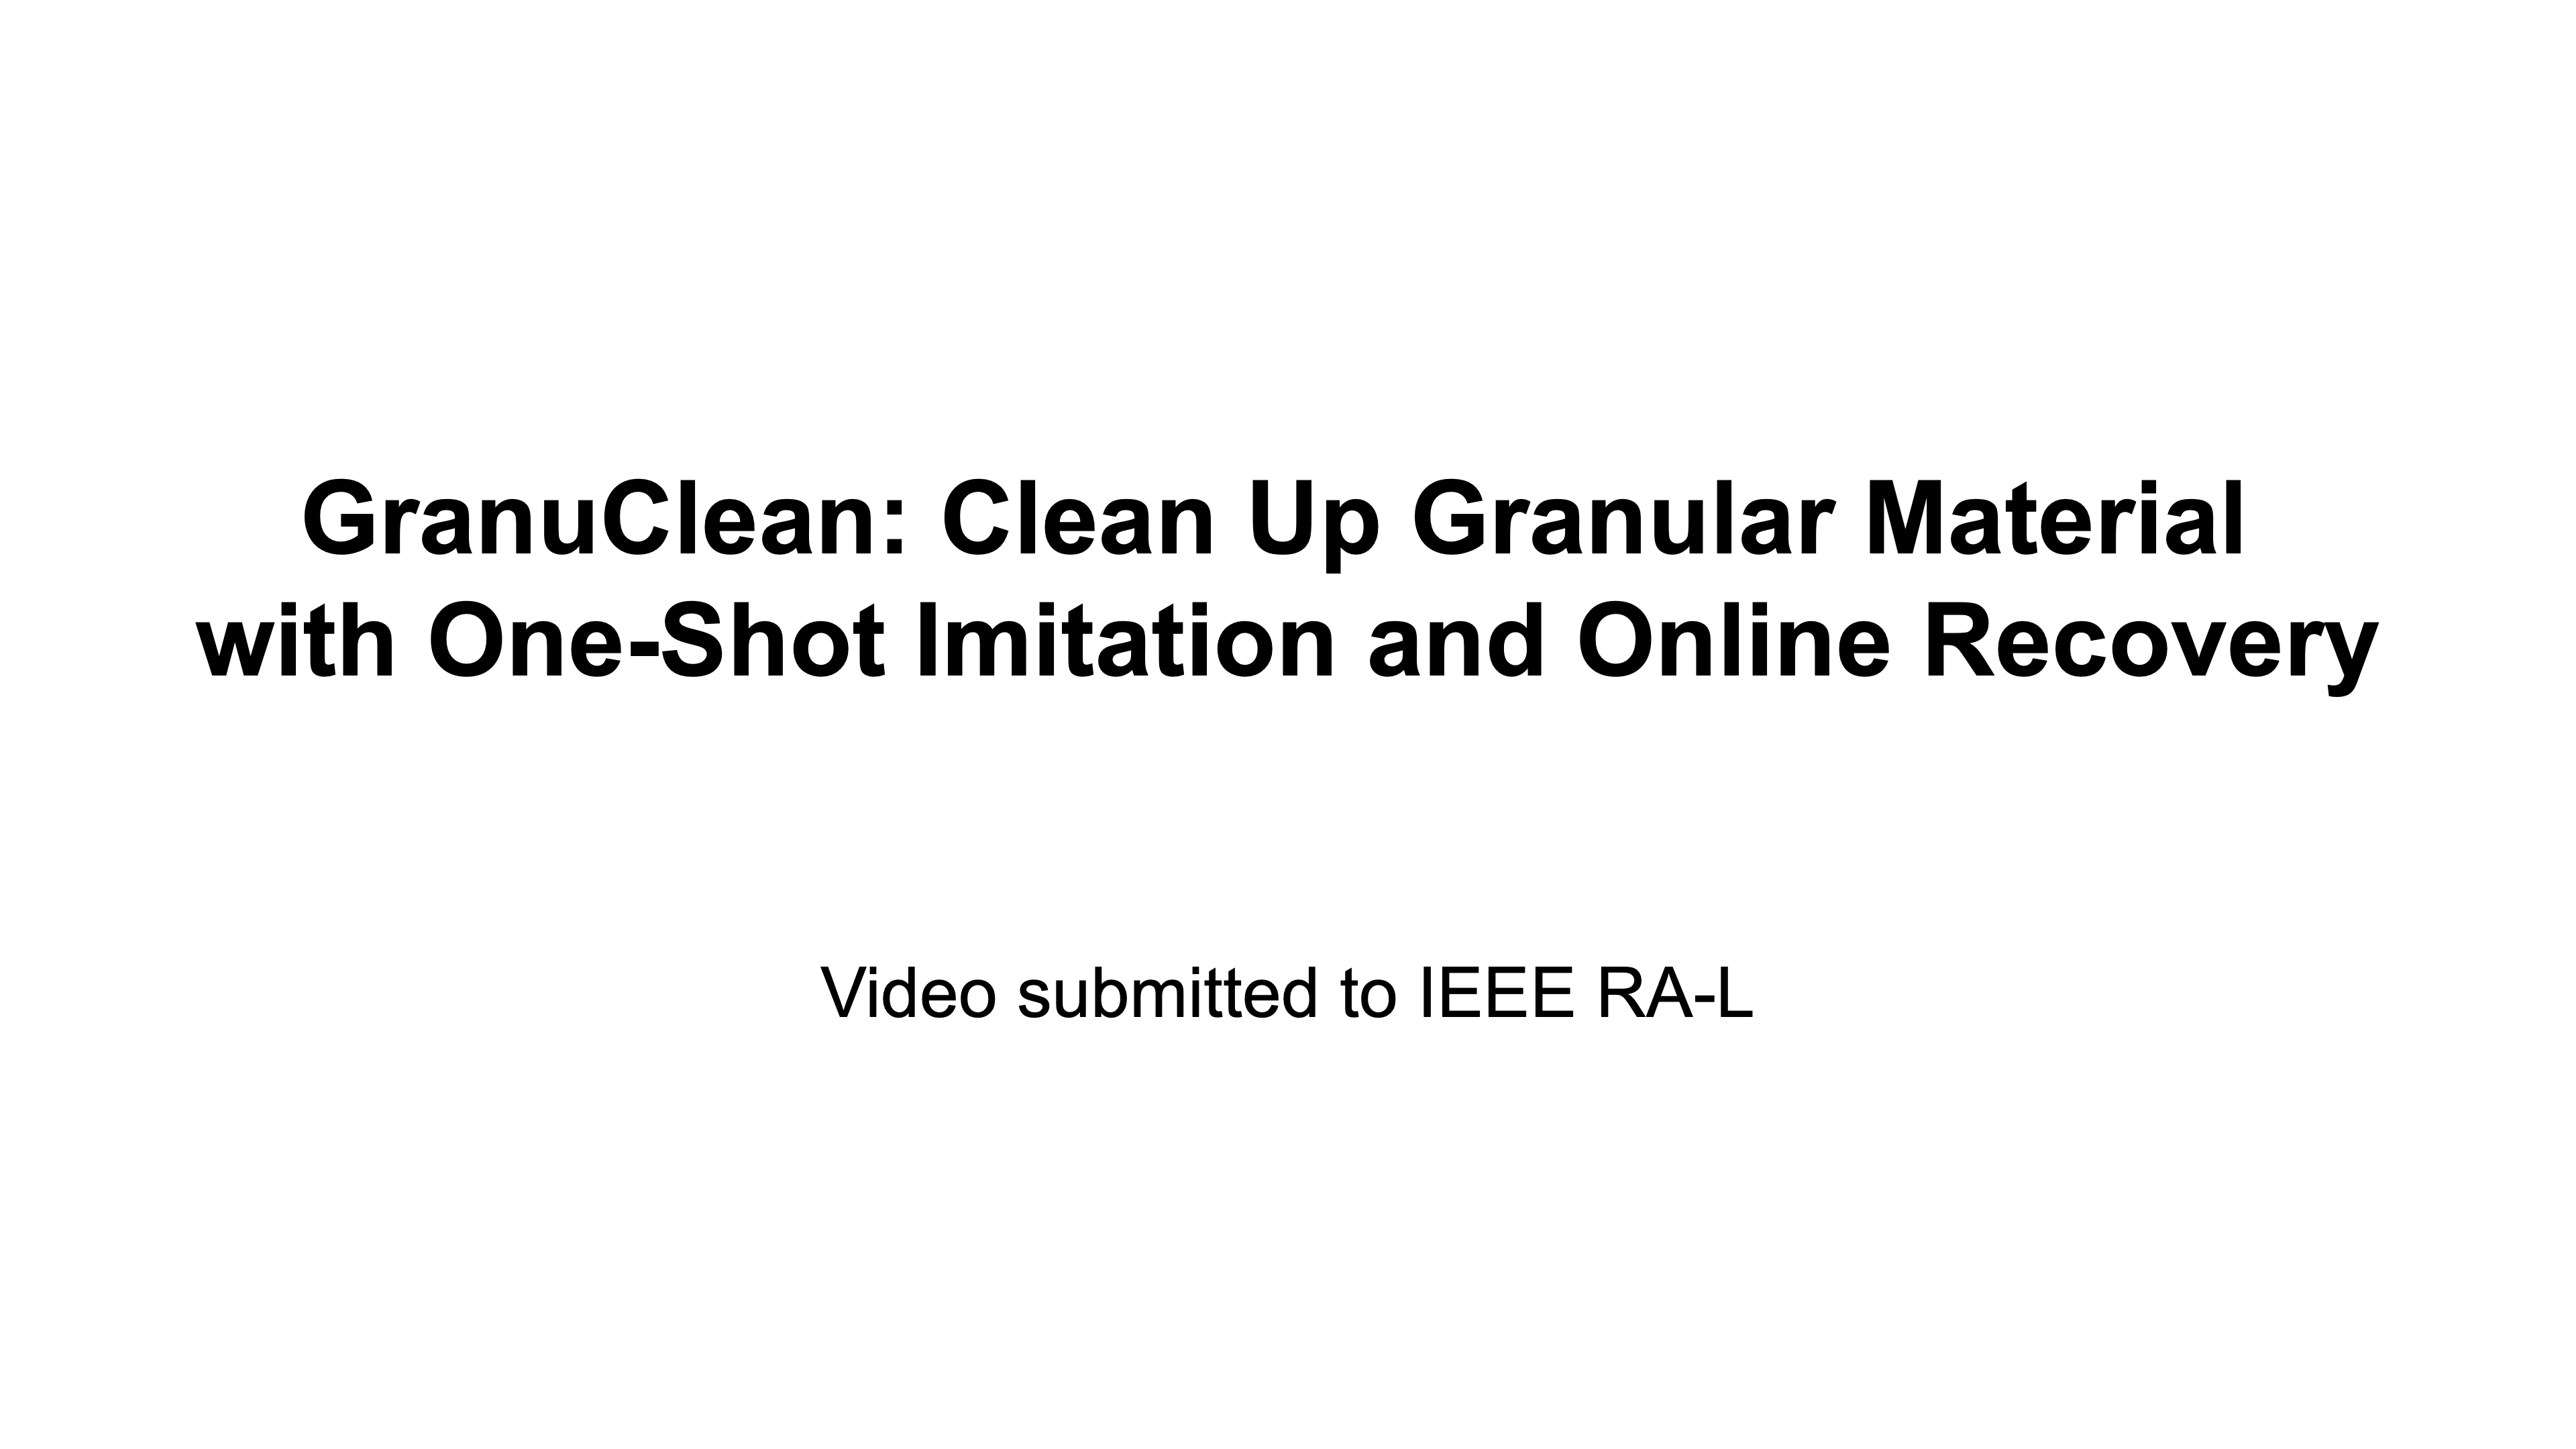 GranuClean: Clean Up Granular Material
with One-Shot Imitation and Online Recovery
Video submitted to IEEE RA-L